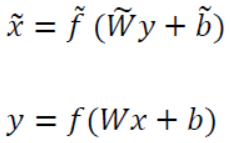 x̃ = f̃ (W̃y + b̃)
y = f(Wx + b)